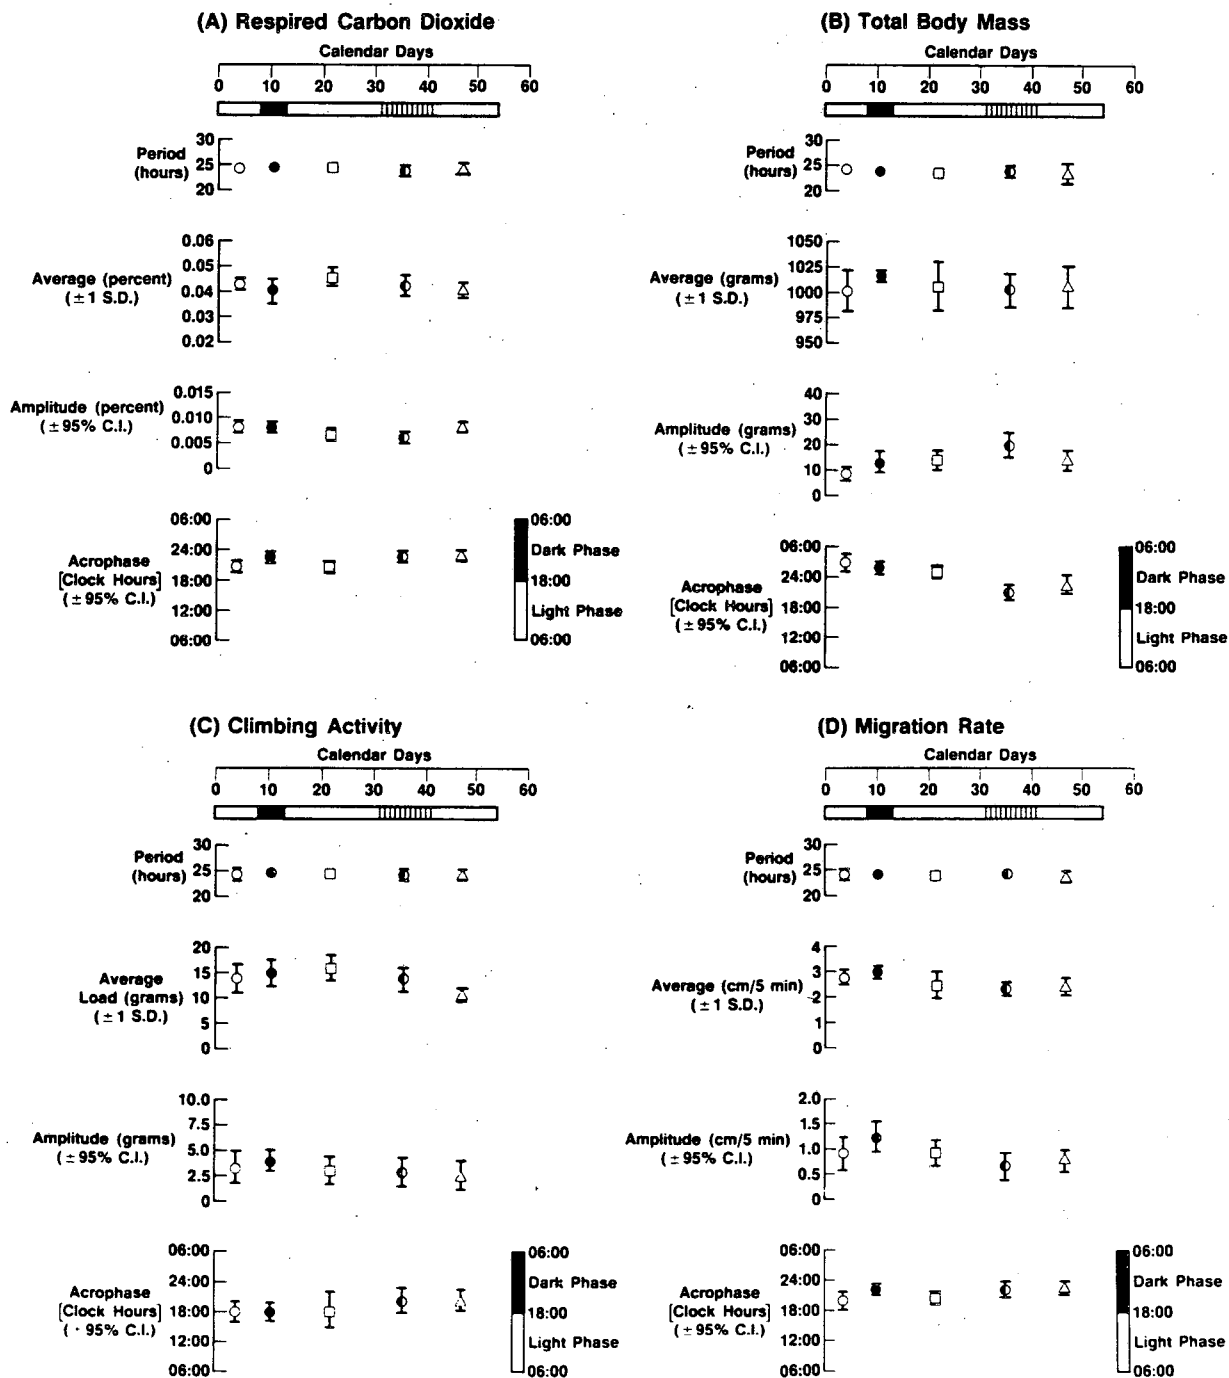 (A) Respired Carbon Dioxide
Calendar Days
0 10 20 30 40 50 60
Period
(hours)
30
25
20
Average (percent)
(±1 S.D.)
0.06
0.05
0.04
0.03
0.02
Amplitude (percent)
(±95% C.I.)
0.015
0.010
0.005
0
Acrophase
[Clock Hours]
(±95% C.I.)
06:00
24:00
18:00
12:00
06:00
06:00
Dark Phase
18:00
Light Phase
06:00
(B) Total Body Mass
Calendar Days
0 10 20 30 40 50 60
Period
(hours)
30
25
20
Average (grams)
(±1 S.D.)
1050
1025
1000
975
950
Amplitude (grams)
(±95% C.I.)
40
30
20
10
0
Acrophase
[Clock Hours]
(±95% C.I.)
06:00
24:00
18:00
12:00
06:00
06:00
Dark Phase
18:00
Light Phase
06:00
(C) Climbing Activity
Calendar Days
0 10 20 30 40 50 60
Period
(hours)
30
25
20
Average
Load (grams)
(±1 S.D.)
20
15
10
5
0
Amplitude (grams)
(±95% C.I.)
10.0
7.5
5.0
2.5
0
Acrophase
[Clock Hours]
(· 95% C.I.)
06:00
24:00
18:00
12:00
06:00
06:00
Dark Phase
18:00
Light Phase
06:00
(D) Migration Rate
Calendar Days
0 10 20 30 40 50 60
Period
(hours)
30
25
20
Average (cm/5 min)
(±1 S.D.)
4
3
2
1
0
Amplitude (cm/5 min)
(±95% C.I.)
2.0
1.5
1.0
0.5
0
Acrophase
[Clock Hours]
(±95% C.I.)
06:00
24:00
18:00
12:00
06:00
06:00
Dark Phase
18:00
Light Phase
06:00